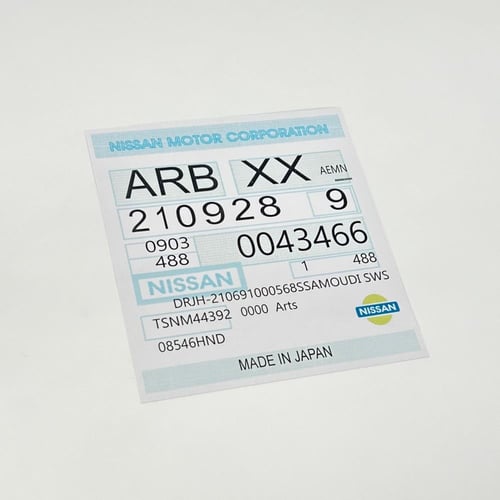 NISSAN MOTOR CORPORATION
ARB XX AEMN
210928 9
0903 0043466
488
NISSAN 1 488
DRJH-210691000568SSAMOUDI SWS
TSNM44392 0000 Arts
NISSAN
08546HND
MADE IN JAPAN